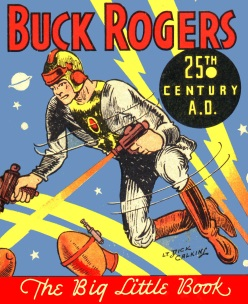 BUCK ROGERS
25TH
CENTURY
A.D.
LT. DICK
CALKINS
The Big Little Book